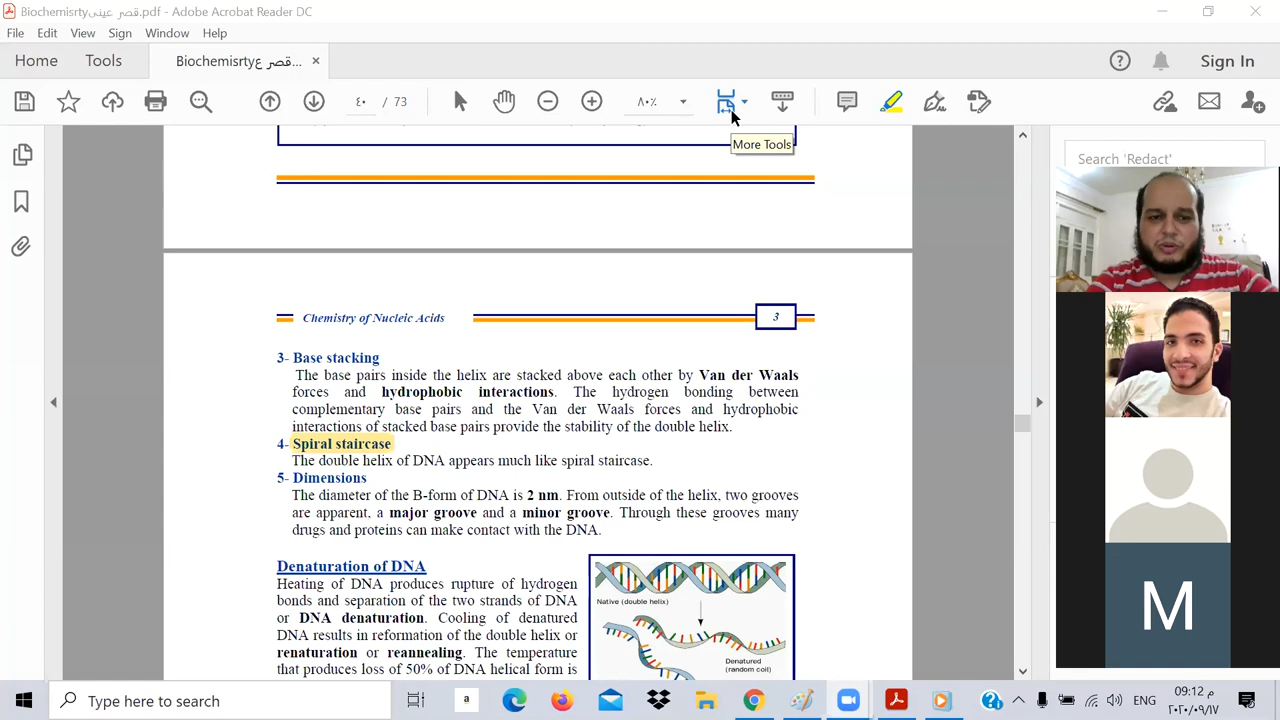 Biochemisrtyقصر عينى.pdf - Adobe Acrobat Reader DC
File Edit View Sign Window Help
Home Tools Biochemisrtyقصر ع... × Sign In
٤٠ / 73 ٨٠٪
More Tools
Search 'Redact'
Chemistry of Nucleic Acids 3
3- Base stacking
The base pairs inside the helix are stacked above each other by Van der Waals
forces and hydrophobic interactions. The hydrogen bonding between
complementary base pairs and the Van der Waals forces and hydrophobic
interactions of stacked base pairs provide the stability of the double helix.
4- Spiral staircase
The double helix of DNA appears much like spiral staircase.
5- Dimensions
The diameter of the B-form of DNA is 2 nm. From outside of the helix, two grooves
are apparent, a major groove and a minor groove. Through these grooves many
drugs and proteins can make contact with the DNA.
Denaturation of DNA
Heating of DNA produces rupture of hydrogen
bonds and separation of the two strands of DNA
or DNA denaturation. Cooling of denatured
DNA results in reformation of the double helix or
renaturation or reannealing. The temperature
that produces loss of 50% of DNA helical form is
Native (double helix)
Denatured
(random coil)
M
Type here to search
a
ENG
09:12 م
٢٠٢٠/٠٩/١٧